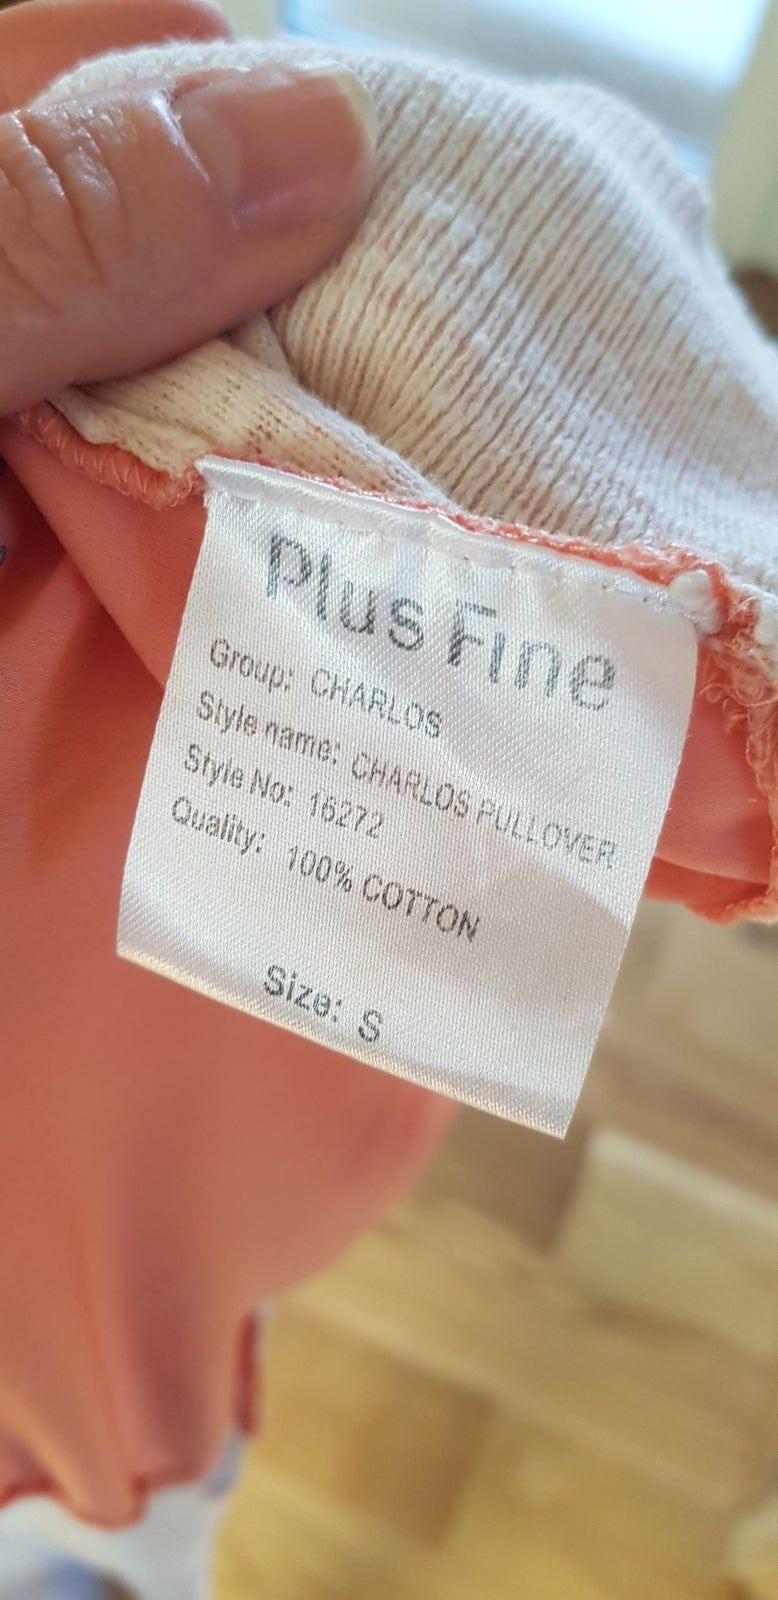 Plus Fine
Group: CHARLOS
Style name: CHARLOS PULLOVER
Style No: 16272
Quality: 100% COTTON
Size: S